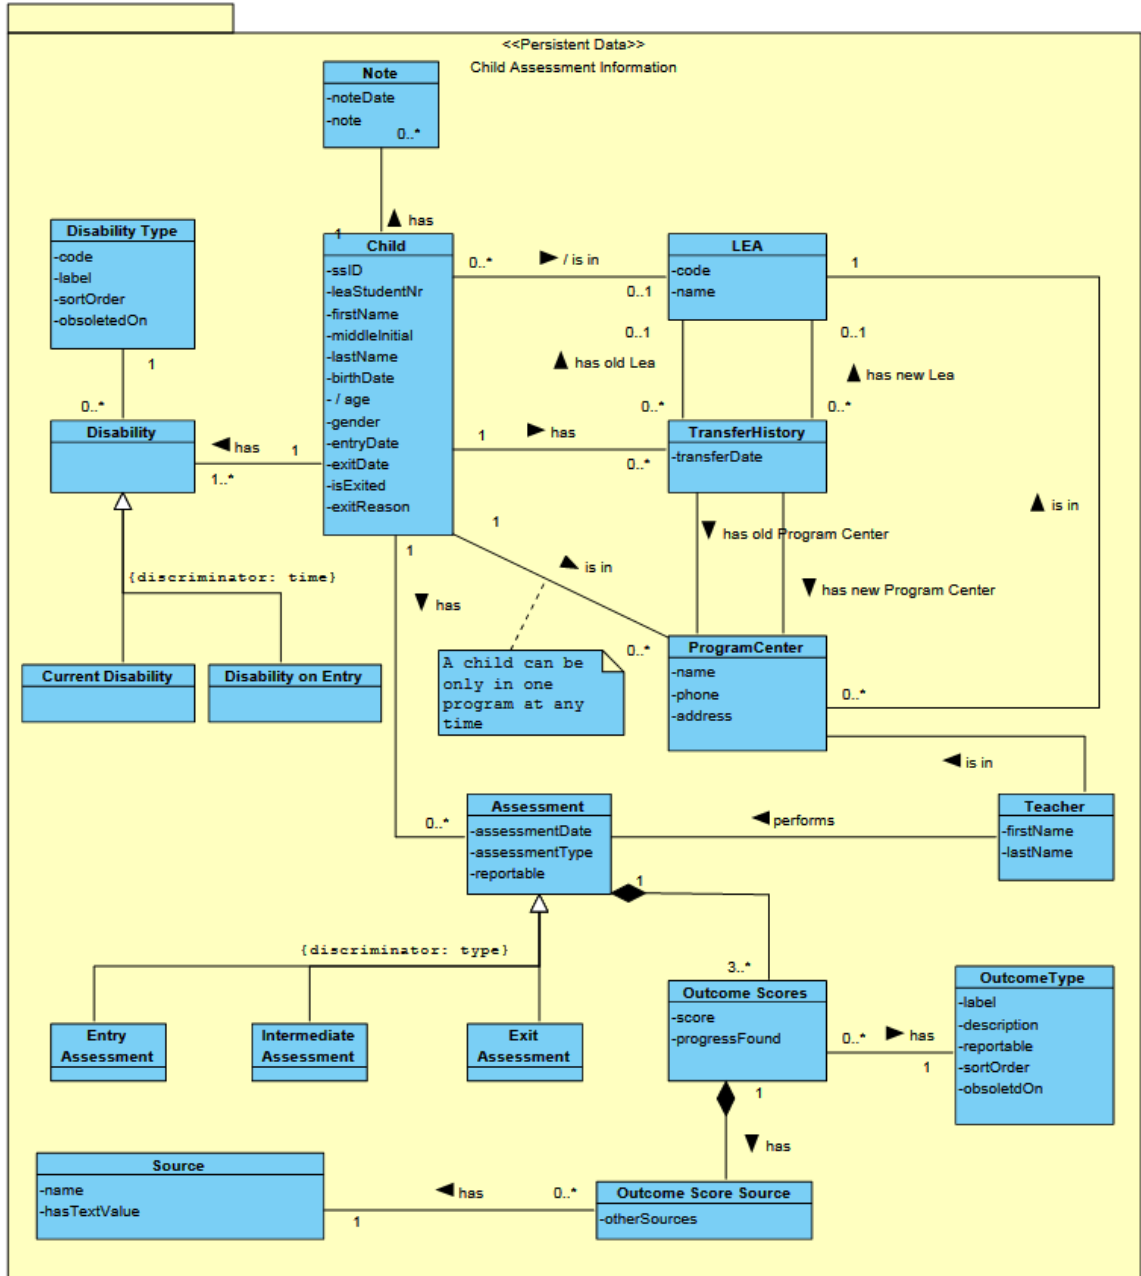 <<Persistent Data>>
Child Assessment Information
Note
-noteDate
-note
0..*
has
1
Disability Type
-code
-label
-sortOrder
-obsoletedOn
1
0..*
Disability
has
1
1..*
{discriminator: time}
Current Disability
Disability on Entry
Child
-ssID
-leaStudentNr
-firstName
-middleInitial
-lastName
-birthDate
- / age
-gender
-entryDate
-exitDate
-isExited
-exitReason
0..*
/ is in
0..1
LEA
-code
-name
1
0..1
0..1
has old Lea
has new Lea
0..*
0..*
1
has
0..*
TransferHistory
-transferDate
is in
has old Program Center
has new Program Center
1
is in
0..*
1
has
A child can be
only in one
program at any
time
ProgramCenter
-name
-phone
-address
0..*
is in
Teacher
-firstName
-lastName
performs
0..*
Assessment
-assessmentDate
-assessmentType
-reportable
1
{discriminator: type}
3..*
Entry
Assessment
Intermediate
Assessment
Exit
Assessment
Outcome Scores
-score
-progressFound
0..*
has
1
OutcomeType
-label
-description
-reportable
-sortOrder
-obsoletdOn
1
has
Source
-name
-hasTextValue
has
0..*
1
Outcome Score Source
-otherSources